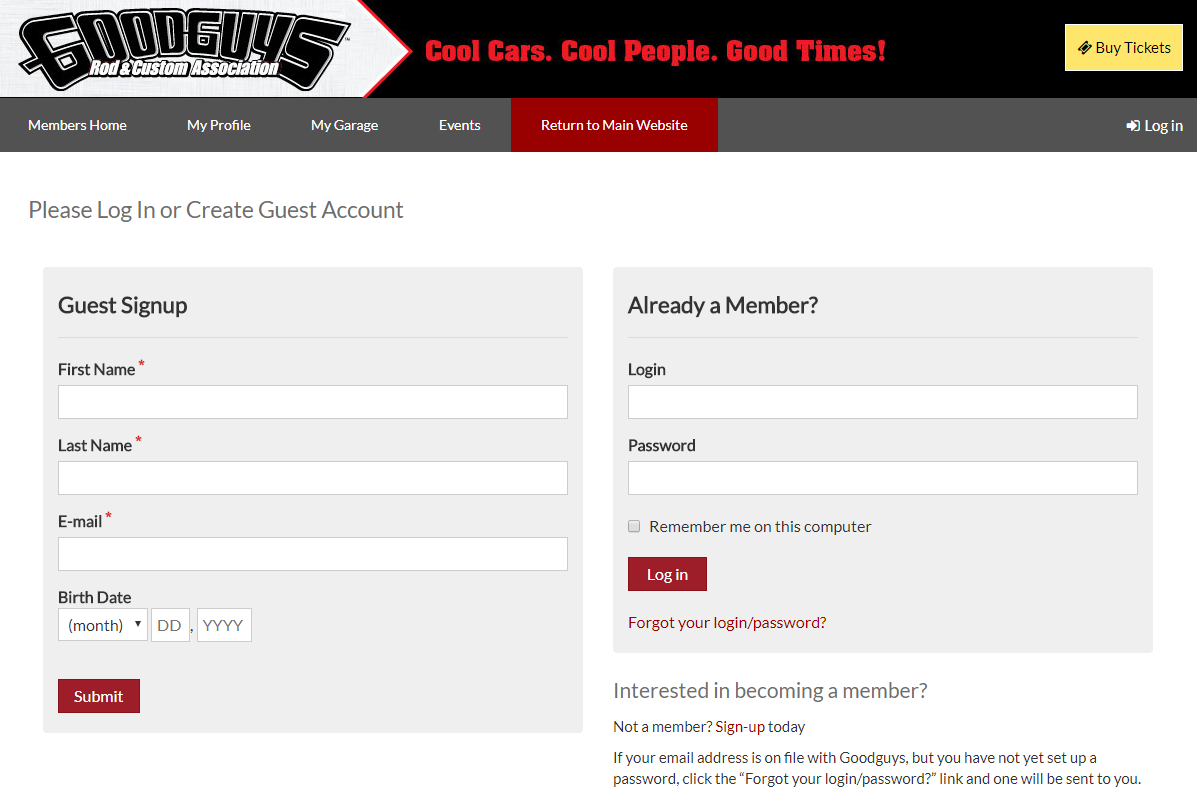 GOODGUYS™
Rod & Custom Association
Cool Cars. Cool People. Good Times!
Buy Tickets
Members Home
My Profile
My Garage
Events
Return to Main Website
Log in
Please Log In or Create Guest Account
Guest Signup
First Name *
Last Name *
E-mail *
Birth Date
(month) DD , YYYY
Submit
Already a Member?
Login
Password
Remember me on this computer
Log in
Forgot your login/password?
Interested in becoming a member?
Not a member? Sign-up today
If your email address is on file with Goodguys, but you have not yet set up a
password, click the “Forgot your login/password?” link and one will be sent to you.